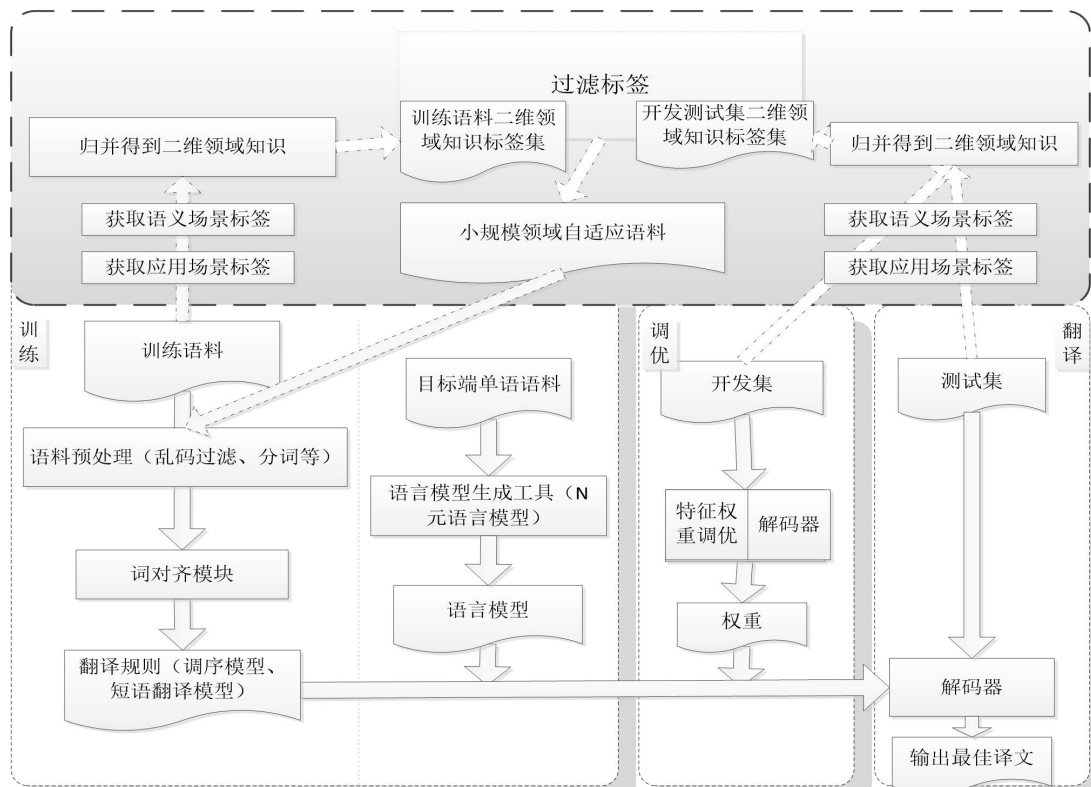 过滤标签
训练语料二维领
域知识标签集
开发测试集二维领
域知识标签集
归并得到二维领域知识
归并得到二维领域知识
获取语义场景标签
小规模领域自适应语料
获取语义场景标签
获取应用场景标签
获取应用场景标签
训
练
训练语料
调
优
翻
译
目标端单语语料
开发集
测试集
语料预处理（乱码过滤、分词等）
语言模型生成工具（N
元语言模型）
特征权
重调优
解码器
词对齐模块
语言模型
权重
翻译规则（调序模型、
短语翻译模型）
解码器
输出最佳译文